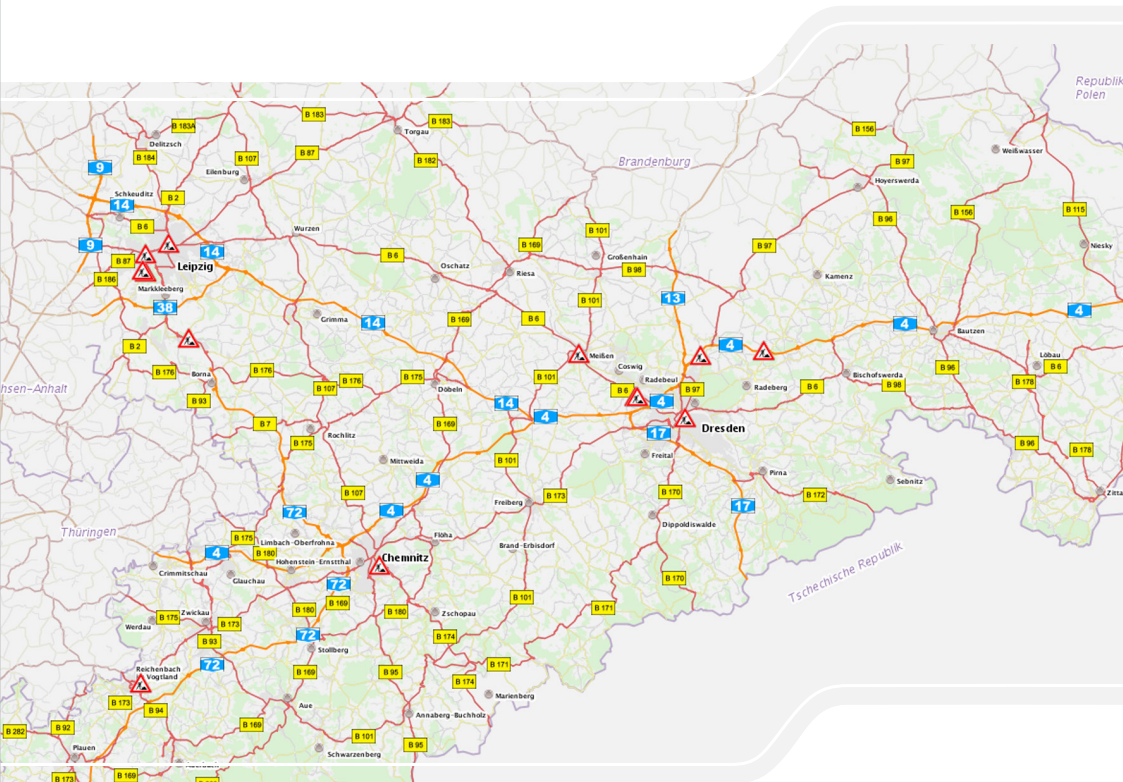 Republik
Polen
B 183
B 183A
B 183
Torgau
B 156
Delitzsch
B 184
B 107
B 87
B 182
Brandenburg
B 97
Weißwasser
9
Eilenburg
Hoyerswerda
Schkeuditz
14
B 2
B 96
B 156
B 115
B 6
Wurzen
B 101
9
14
B 6
B 169
B 97
Niesky
B 87
Leipzig
Oschatz
Riesa
Großenhain
B 98
Kamenz
B 186
Markkleeberg
38
B 101
13
4
Grimma
14
B 169
B 6
4
Bautzen
B 2
4
Meißen
Löbau
B 176
Borna
B 176
B 176
B 175
B 101
Coswig
Radebeul
Bischofswerda
B 96
B 6
hsen-Anhalt
B 107
Döbeln
B 6
B 97
Radeberg
B 6
B 98
B 178
B 93
14
4
4
B 7
B 169
17
Dresden
B 175
Rochlitz
B 96
B 178
Mittweida
B 101
Freital
Pirna
4
Sebnitz
B 107
Freiberg
B 173
B 170
B 172
Zitta
72
4
17
Dippoldiswalde
Thüringen
B 175
Limbach-Oberfrohna
Flöha
Brand-Erbisdorf
4
B 180
Hohenstein-Ernstthal
Chemnitz
Crimmitschau
Glauchau
72
B 170
Tschechische Republik
B 180
B 169
B 180
B 101
B 171
Werdau
B 175
Zwickau
B 173
Zschopau
B 93
72
B 174
Stollberg
72
B 171
Reichenbach
Vogtland
B 169
B 95
B 174
Marienberg
B 173
B 94
Aue
Annaberg-Buchholz
B 282
B 92
B 169
B 101
B 95
Plauen
Schwarzenberg
B 173
B 169